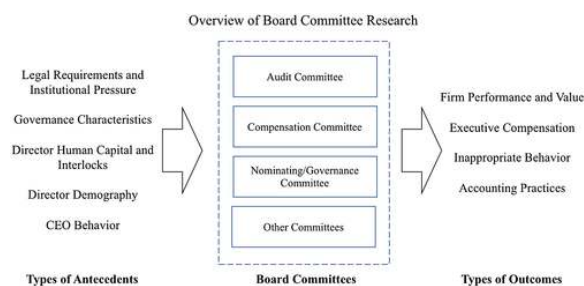 Overview of Board Committee Research
Legal Requirements and
Institutional Pressure
Governance Characteristics
Director Human Capital and
Interlocks
Director Demography
CEO Behavior
Audit Committee
Compensation Committee
Nominating/Governance
Committee
Other Committees
Firm Performance and Value
Executive Compensation
Inappropriate Behavior
Accounting Practices
Types of Antecedents
Board Committees
Types of Outcomes